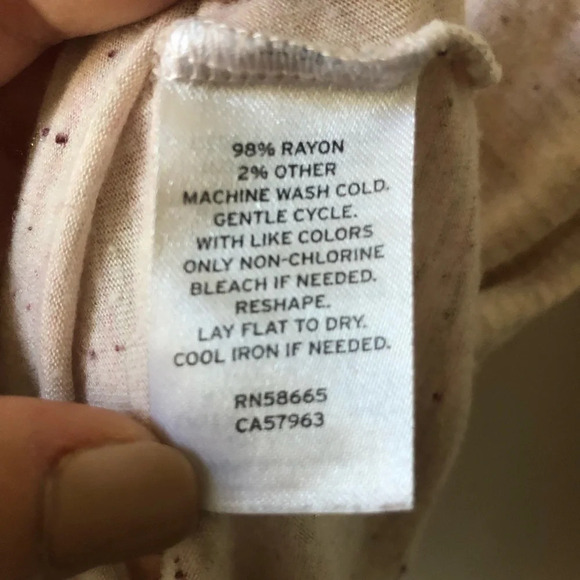 98% RAYON
2% OTHER
MACHINE WASH COLD.
GENTLE CYCLE.
WITH LIKE COLORS
ONLY NON-CHLORINE
BLEACH IF NEEDED.
RESHAPE.
LAY FLAT TO DRY.
COOL IRON IF NEEDED.
RN58665
CA57963